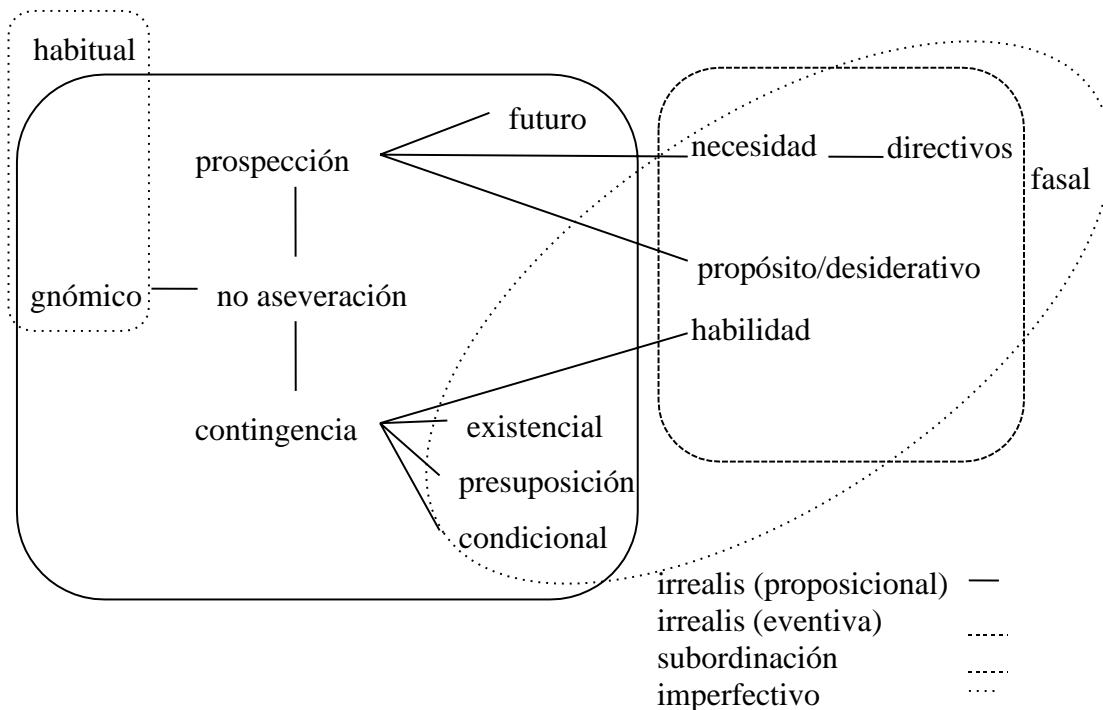 habitual
futuro
prospección
necesidad
directivos
fasal
propósito/desiderativo
gnómico
no aseveración
habilidad
contingencia
existencial
presuposición
condicional
irrealis (proposicional)
irrealis (eventiva)
subordinación
imperfectivo